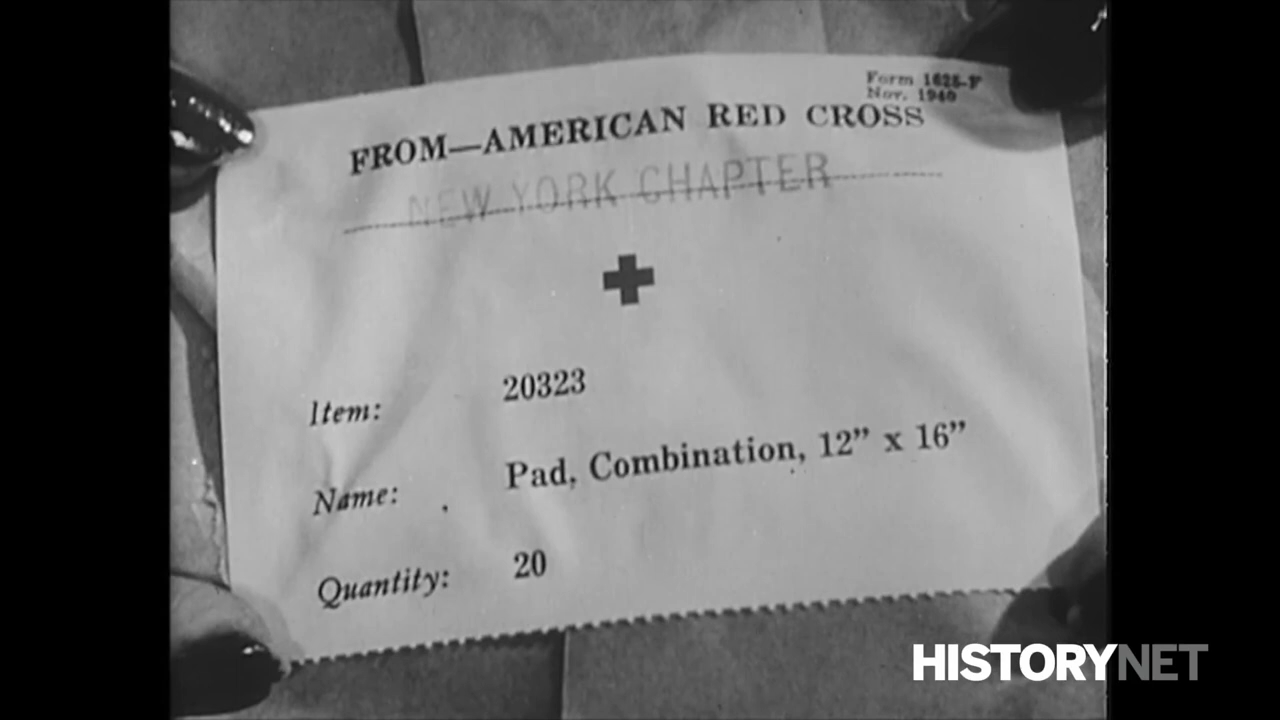 Form 1625-F
Nov. 1940
FROM—AMERICAN RED CROSS
NEW YORK CHAPTER
Item: 20323
Name: Pad, Combination, 12” x 16”
Quantity: 20
HISTORYNET